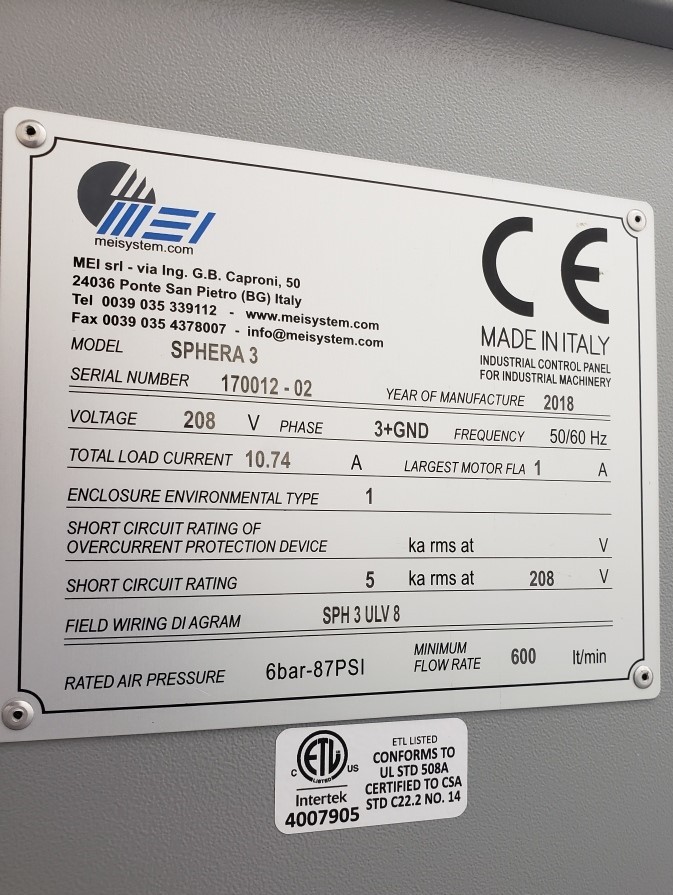 MEI
meisystem.com
MEI srl - via Ing. G.B. Caproni, 50
24036 Ponte San Pietro (BG) Italy
Tel 0039 035 339112 - www.meisystem.com
Fax 0039 035 4378007 - info@meisystem.com
CE
MADE IN ITALY
INDUSTRIAL CONTROL PANEL
FOR INDUSTRIAL MACHINERY
MODEL SPHERA 3
SERIAL NUMBER 170012 - 02 YEAR OF MANUFACTURE 2018
VOLTAGE 208 V PHASE 3+GND FREQUENCY 50/60 Hz
TOTAL LOAD CURRENT 10.74 A LARGEST MOTOR FLA 1 A
ENCLOSURE ENVIRONMENTAL TYPE 1
SHORT CIRCUIT RATING OF
OVERCURRENT PROTECTION DEVICE ka rms at V
SHORT CIRCUIT RATING 5 ka rms at 208 V
FIELD WIRING DI AGRAM SPH 3 ULV 8
RATED AIR PRESSURE 6bar-87PSI MINIMUM
FLOW RATE 600 lt/min
C ETL US
LISTED
Intertek
4007905
ETL LISTED
CONFORMS TO
UL STD 508A
CERTIFIED TO CSA
STD C22.2 NO. 14